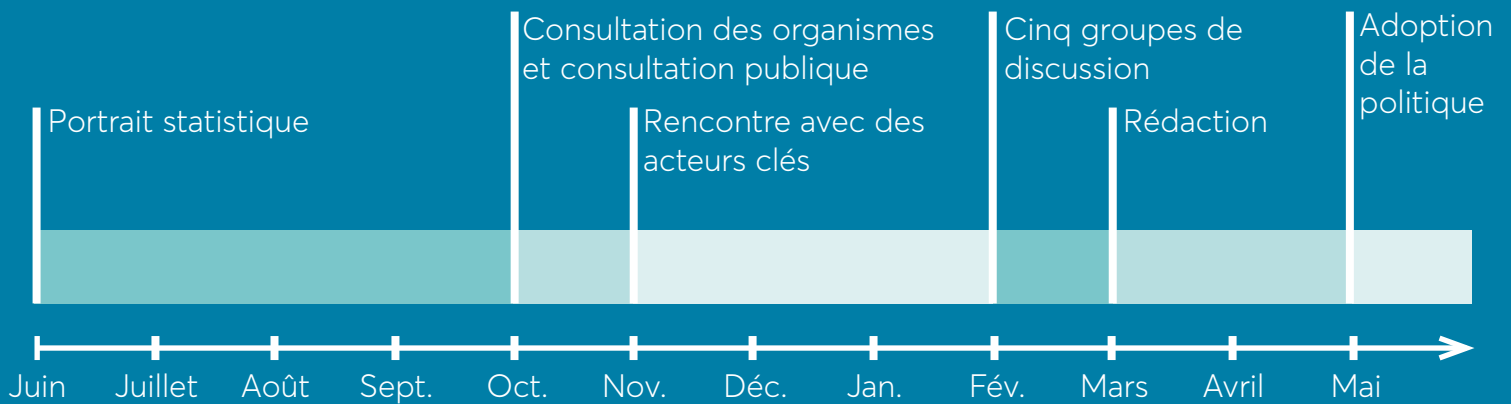 Portrait statistique
Consultation des organismes
et consultation publique
Rencontre avec des
acteurs clés
Cinq groupes de
discussion
Rédaction
Adoption
de la
politique
Juin Juillet Août Sept. Oct. Nov. Déc. Jan. Fév. Mars Avril Mai